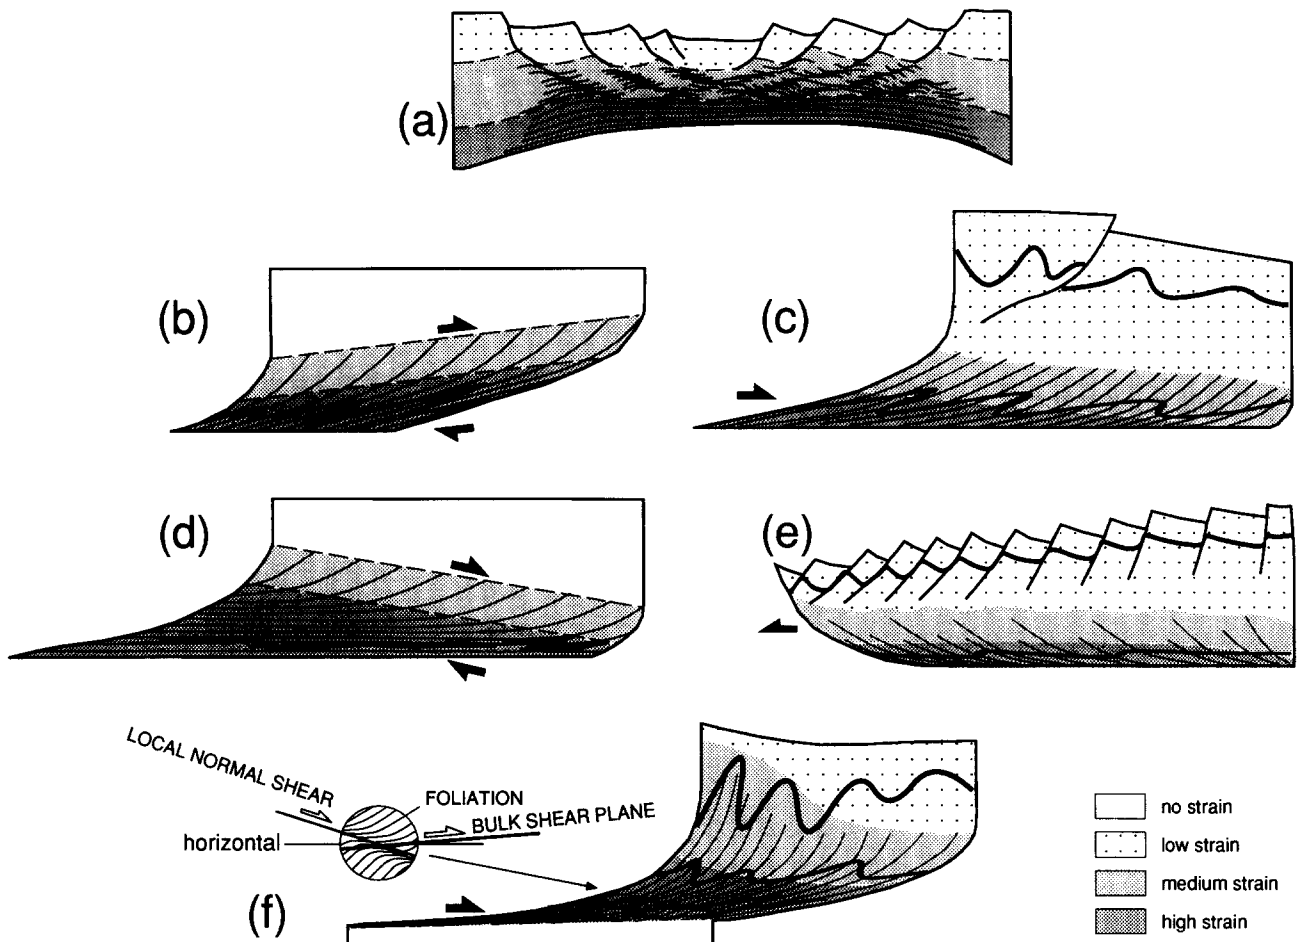 (a)
(b)
(c)
(d)
(e)
LOCAL NORMAL SHEAR
FOLIATION
BULK SHEAR PLANE
horizontal
(f)
no strain
low strain
medium strain
high strain